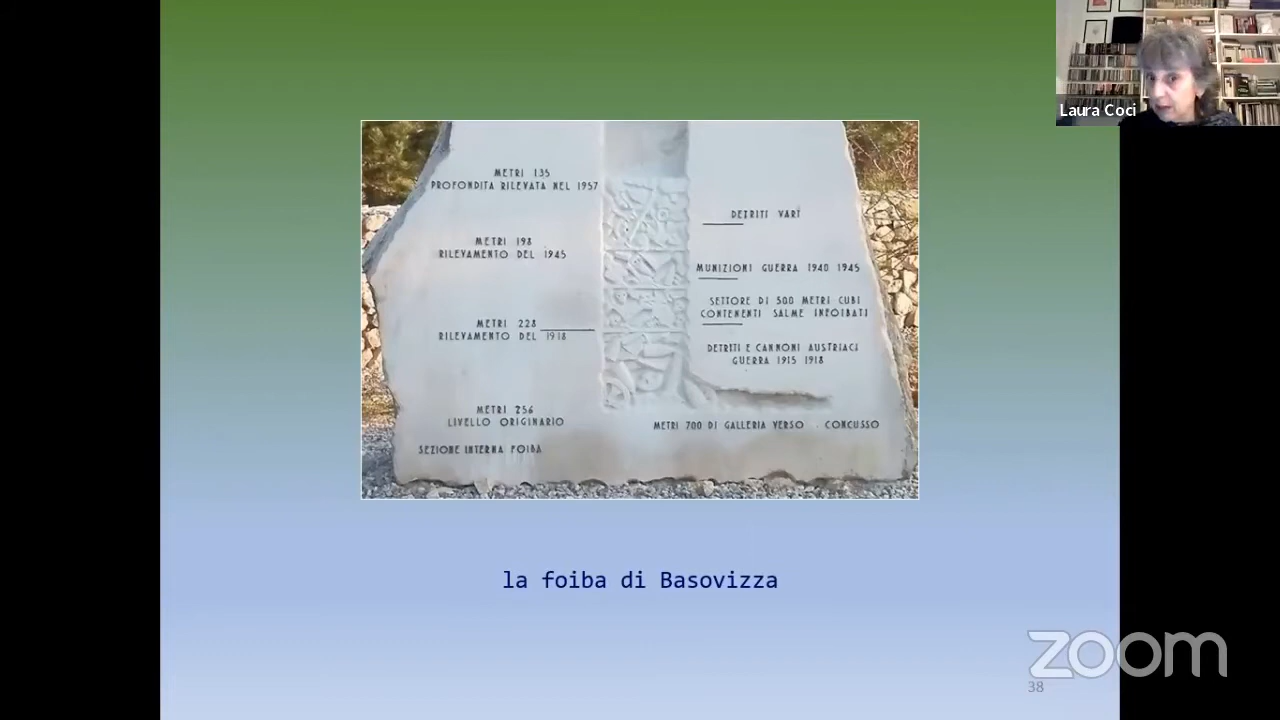 Laura Coci
METRI 135
PROFONDITA RILEVATA NEL 1957
METRI 198
RILEVAMENTO DEL 1945
METRI 228
RILEVAMENTO DEL 1918
METRI 256
LIVELLO ORIGINARIO
SEZIONE INTERNA FOIBA
DETRITI VARI
MUNIZIONI GUERRA 1940 1945
SETTORE DI 500 METRI CUBI
CONTENENTI SALME INFOIBATI
DETRITI E CANNONI AUSTRIACI
GUERRA 1915 1918
METRI 700 DI GALLERIA VERSO - CONCUSSO
la foiba di Basovizza
zoom
38